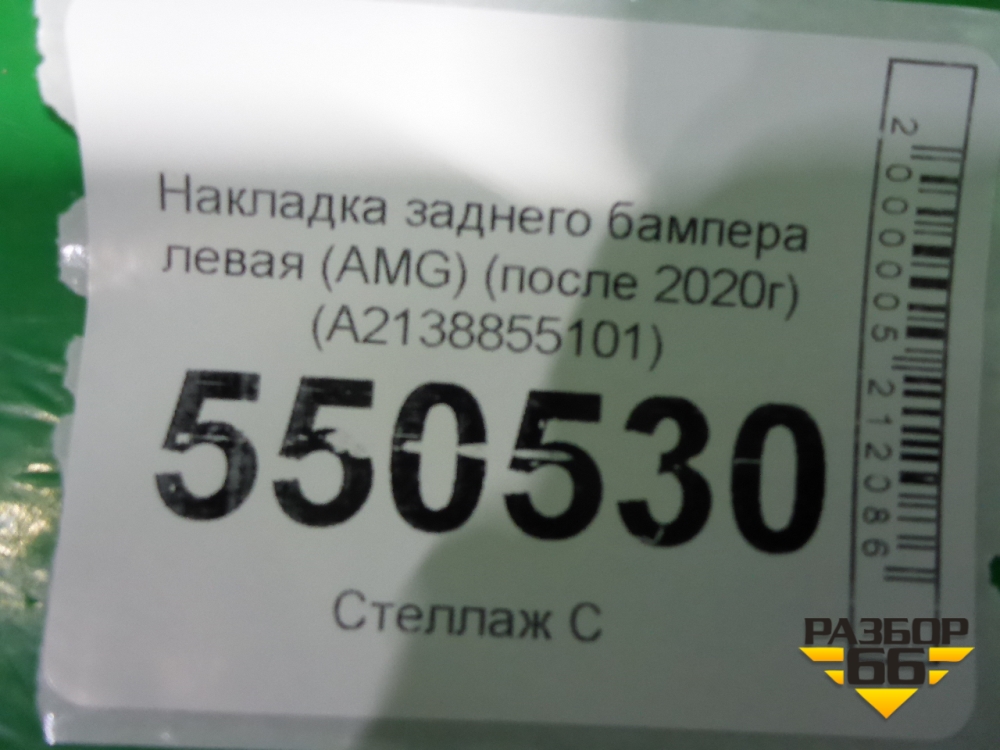 Накладка заднего бампера
левая (AMG) (после 2020г)
(A2138855101)
550530
Стеллаж С
2000005212086
РАЗБОР
66